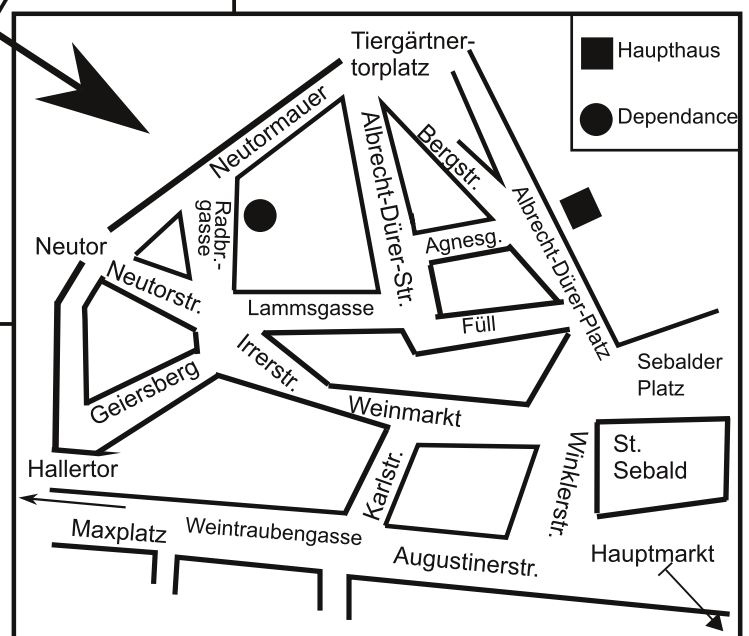 Tiergärtner-
torplatz
Haupthaus
Dependance
Neutormauer
Albrecht-Dürer-Str.
Bergstr.
Radbr.-
gasse
Albrecht-Dürer-Platz
Neutor
Agnesg.
Neutorstr.
Lammsgasse
Füll
Irrerstr.
Sebalder
Platz
Geiersberg
Weinmarkt
Winklerstr.
St.
Sebald
Karlstr.
Hallertor
Maxplatz
Weintraubengasse
Augustinerstr.
Hauptmarkt